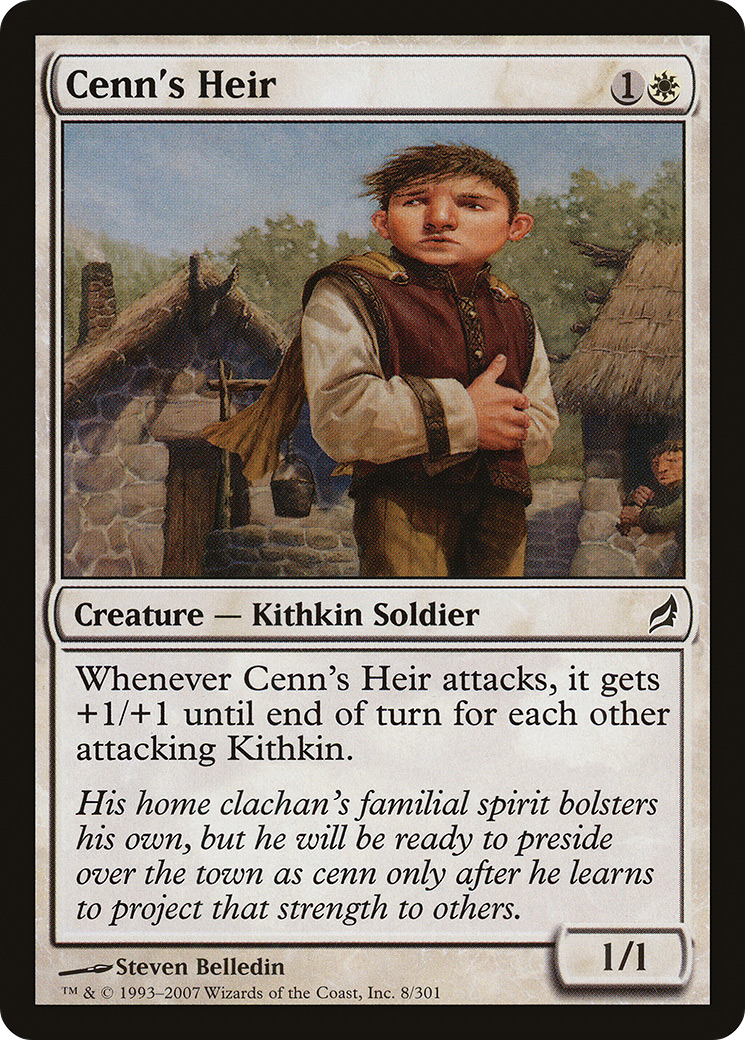 Cenn's Heir 1
Creature — Kithkin Soldier
Whenever Cenn's Heir attacks, it gets
+1/+1 until end of turn for each other
attacking Kithkin.
His home clachan's familial spirit bolsters
his own, but he will be ready to preside
over the town as cenn only after he learns
to project that strength to others.
1/1
Steven Belledin
™ & © 1993–2007 Wizards of the Coast, Inc. 8/301